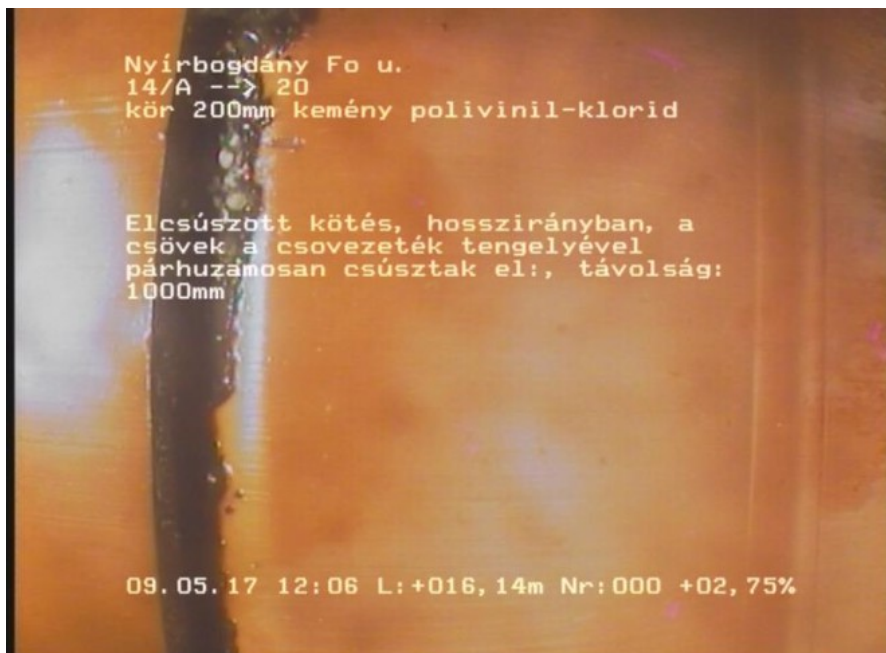 Nyírbogdány Fo u.
14/A --> 20
kör 200mm kemény polivinil-klorid
Elcsúszott kötés, hosszirányban, a
csövek a csovezeték tengelyével
párhuzamosan csúsztak el:, távolság:
1000mm
09.05.17 12:06 L:+016,14m Nr:000 +02,75%